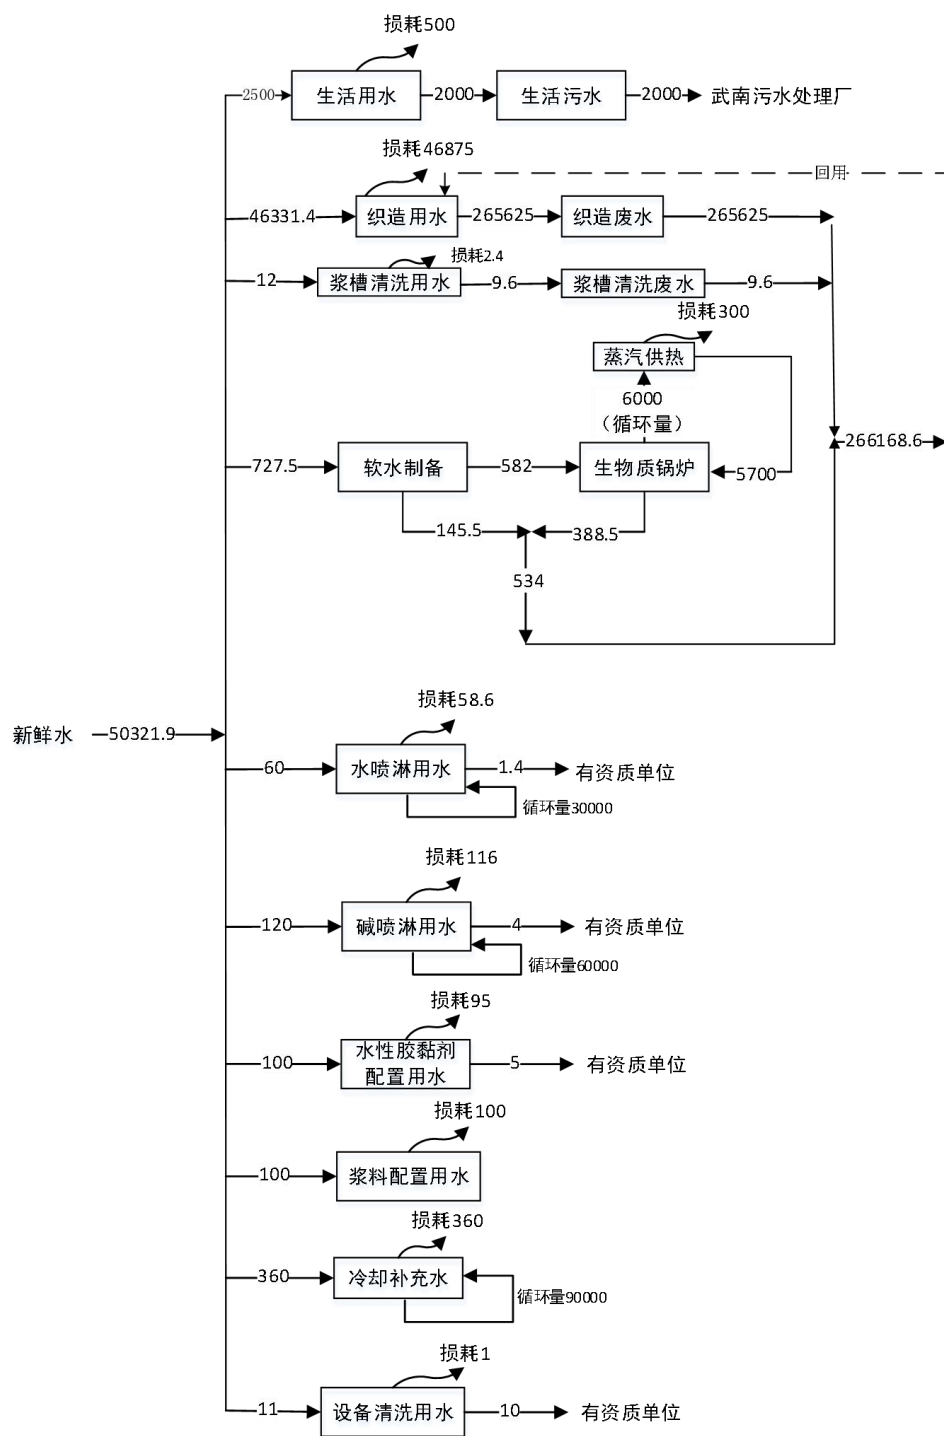 损耗500
2500
生活用水
2000
生活污水
2000
武南污水处理厂
损耗46875
回用
46331.4
织造用水
265625
织造废水
265625
损耗2.4
12
浆槽清洗用水
9.6
浆槽清洗废水
9.6
损耗300
蒸汽供热
6000
（循环量）
266168.6
727.5
软水制备
582
生物质锅炉
5700
145.5
388.5
534
损耗58.6
新鲜水
50321.9
60
水喷淋用水
1.4
有资质单位
循环量30000
损耗116
120
碱喷淋用水
4
有资质单位
循环量60000
损耗95
100
水性胶黏剂
配置用水
5
有资质单位
损耗100
100
浆料配置用水
损耗360
360
冷却补充水
循环量90000
损耗1
11
设备清洗用水
10
有资质单位